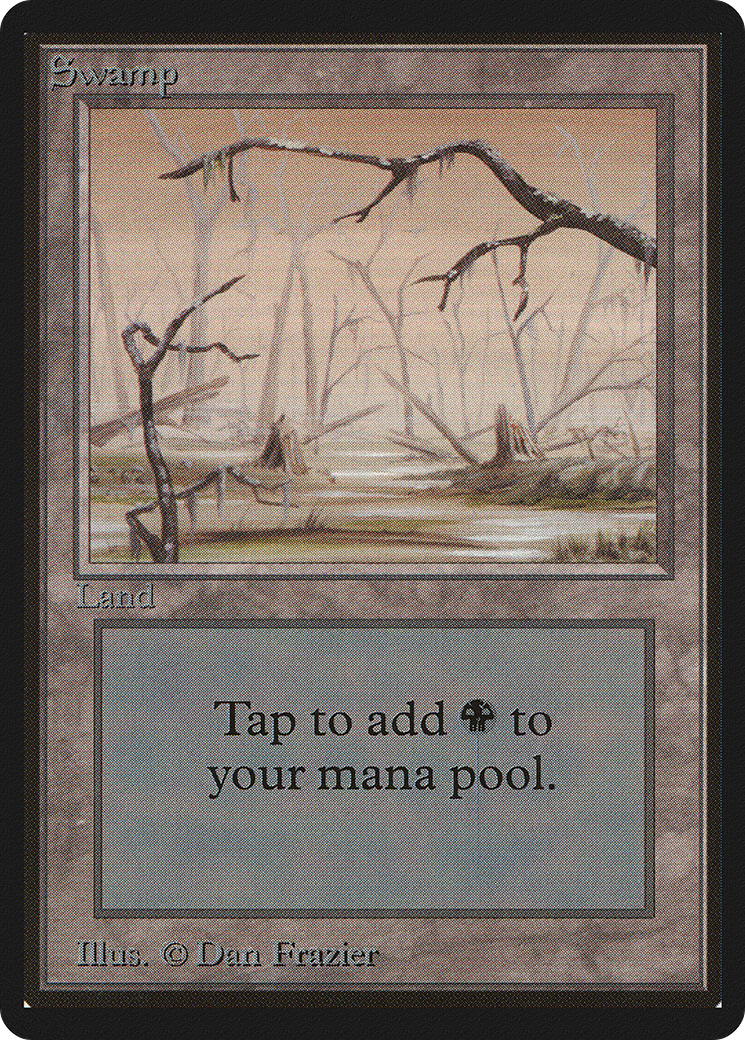 Swamp
Land
Tap to add to
your mana pool.
Illus. © Dan Frazier